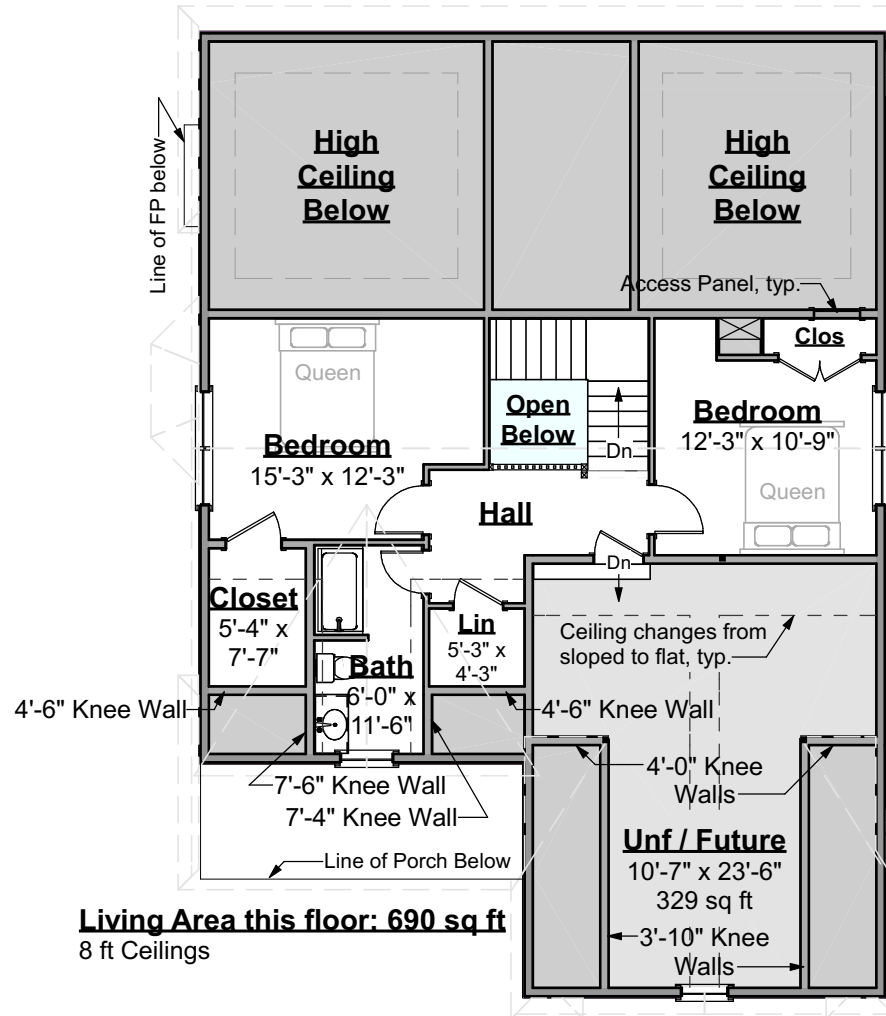 High
Ceiling
Below
High
Ceiling
Below
Line of FP below
Access Panel, typ.
Clos
Queen
Bedroom
15'-3" x 12'-3"
Open
Below
Dn
Bedroom
12'-3" x 10'-9"
Queen
Hall
Dn
Closet
5'-4" x
7'-7"
Lin
5'-3" x
4'-3"
Ceiling changes from
sloped to flat, typ.
Bath
6'-0" x
11'-6"
4'-6" Knee Wall
4'-6" Knee Wall
7'-6" Knee Wall
7'-4" Knee Wall
4'-0" Knee
Walls
Unf / Future
10'-7" x 23'-6"
329 sq ft
Line of Porch Below
3'-10" Knee
Walls
Living Area this floor: 690 sq ft
8 ft Ceilings